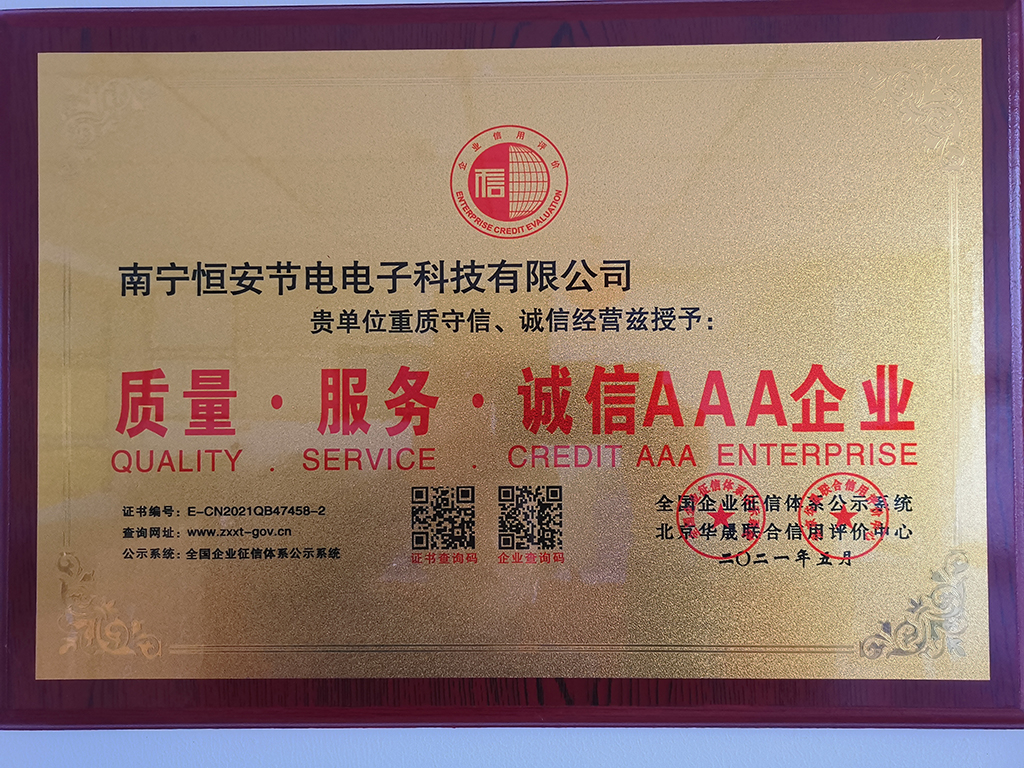 企业信用评价
信
ENTERPRISE CREDIT EVALUATION
南宁恒安节电电子科技有限公司
贵单位重质守信、诚信经营兹授予：
质量·服务·诚信AAA企业
QUALITY . SERVICE . CREDIT AAA ENTERPRISE
证书编号：E-CN2021QB47458-2
查询网址：www.zxxt-gov.cn
公示系统：全国企业征信体系公示系统
证书查询码
企业查询码
全国企业征信体系公示系统
北京华晟联合信用评价中心
二〇二一年五月